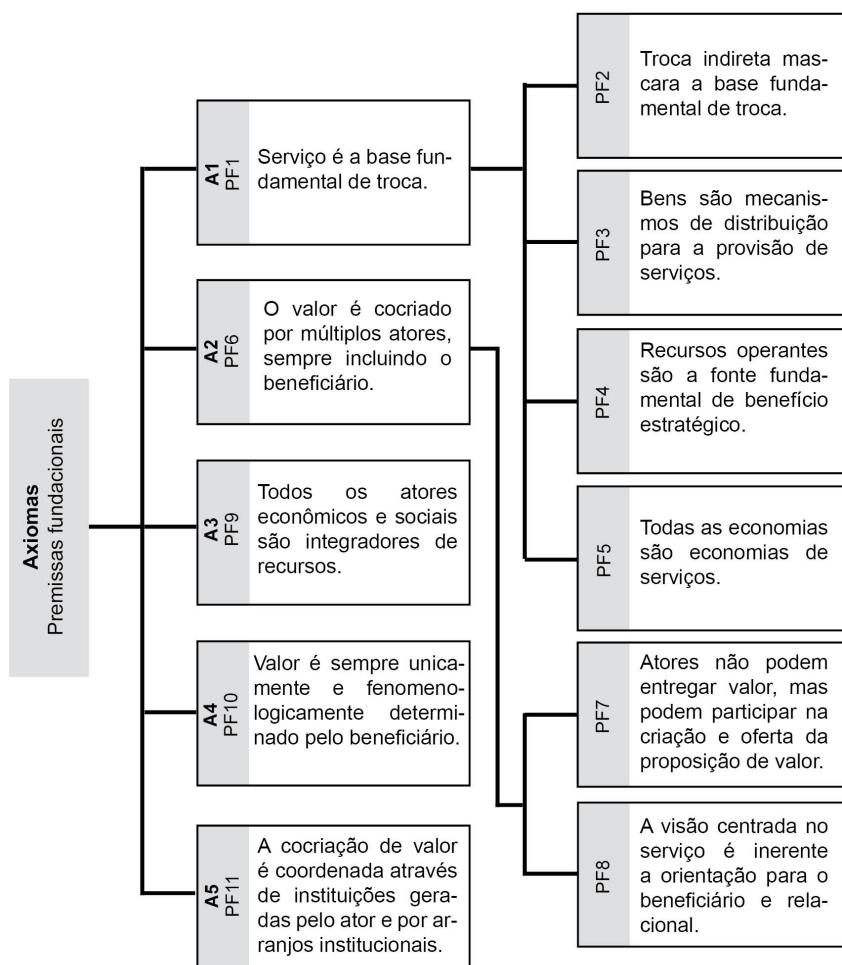 Axiomas
Premissas fundacionais
A1
PF1
Serviço é a base fun-
damental de troca.
A2
PF6
O valor é cocriado
por múltiplos atores,
sempre incluindo o
beneficiário.
A3
PF9
Todos os atores
econômicos e sociais
são integradores de
recursos.
A4
PF10
Valor é sempre unica-
mente e fenomeno-
logicamente determi-
nado pelo beneficiário.
A5
PF11
A cocriação de valor
é coordenada através
de instituições gera-
das pelo ator e por ar-
ranjos institucionais.
PF2
Troca indireta mas-
cara a base funda-
mental de troca.
PF3
Bens são mecanis-
mos de distribuição
para a provisão de
serviços.
PF4
Recursos operantes
são a fonte funda-
mental de benefício
estratégico.
PF5
Todas as economias
são economias de
serviços.
PF7
Atores não podem
entregar valor, mas
podem participar na
criação e oferta da
proposição de valor.
PF8
A visão centrada no
serviço é inerente
a orientação para o
beneficiário e rela-
cional.